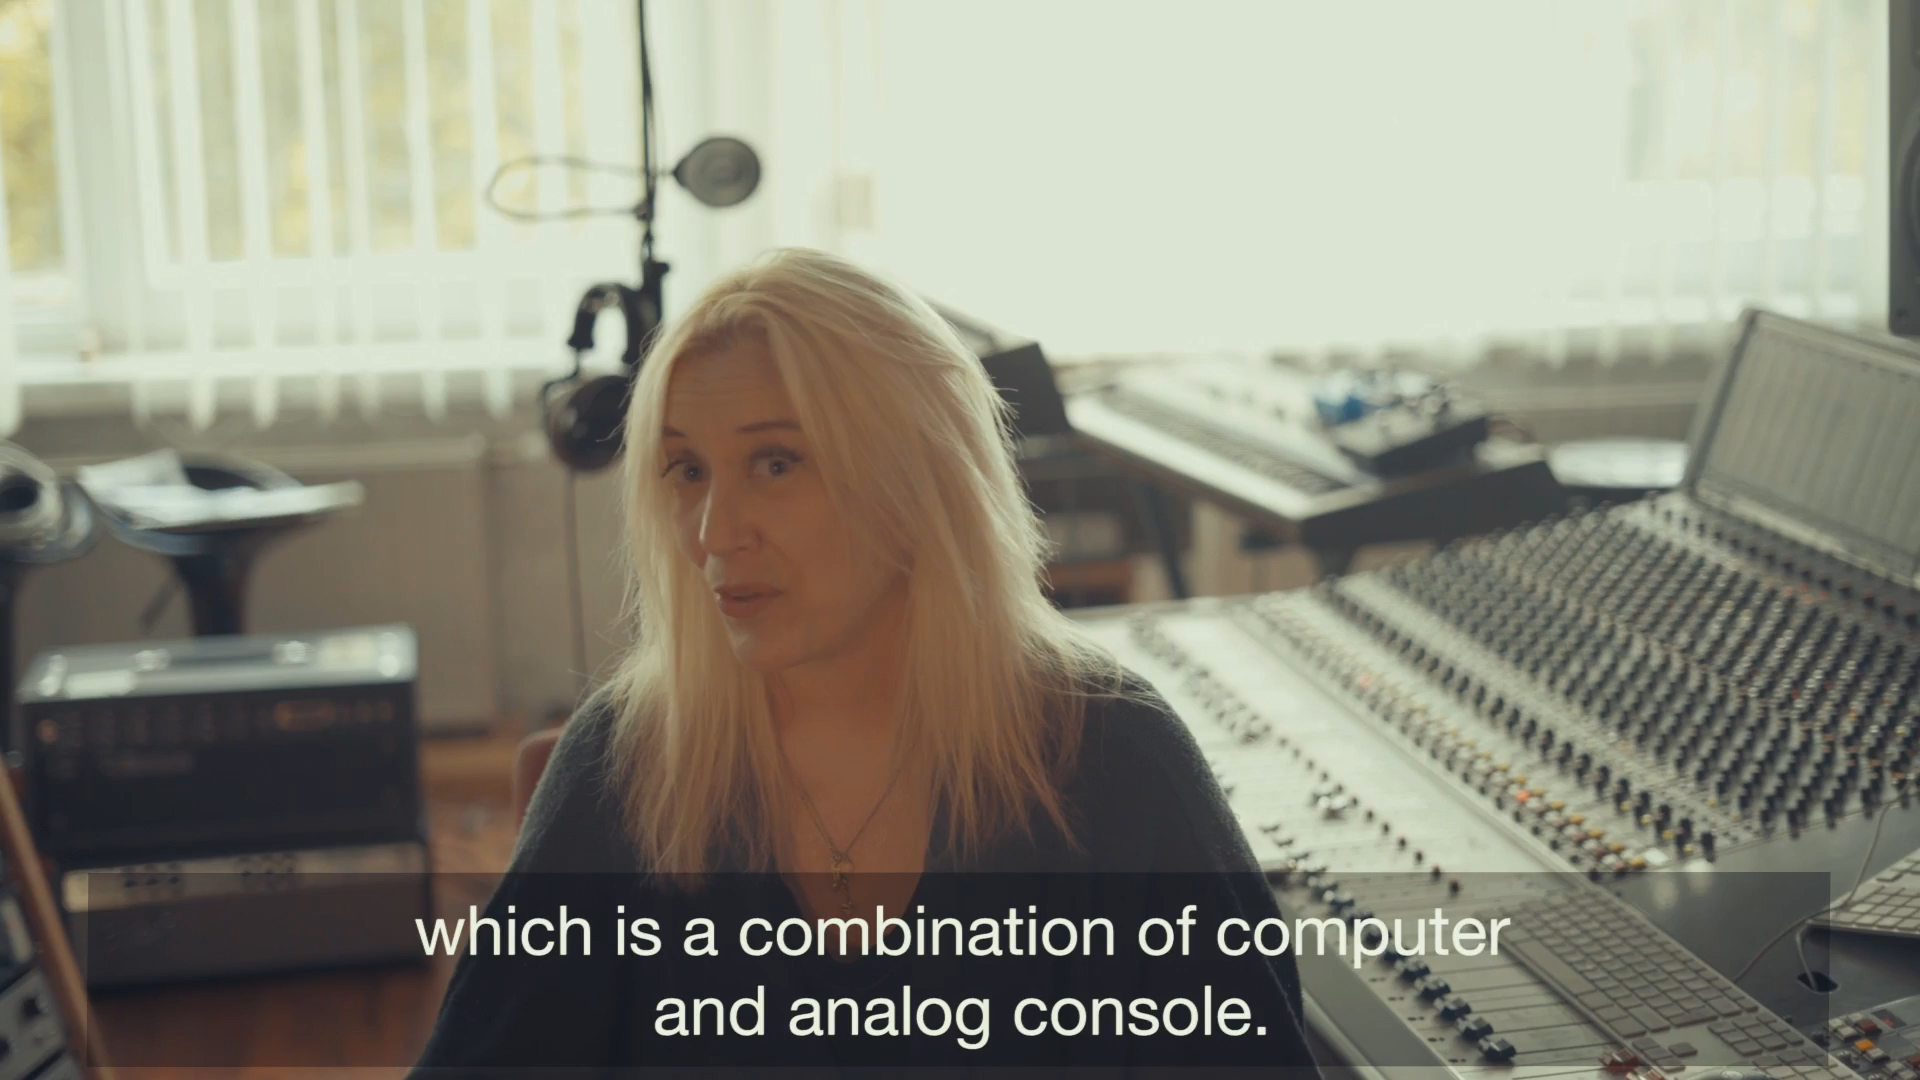 which is a combination of computer
and analog console.